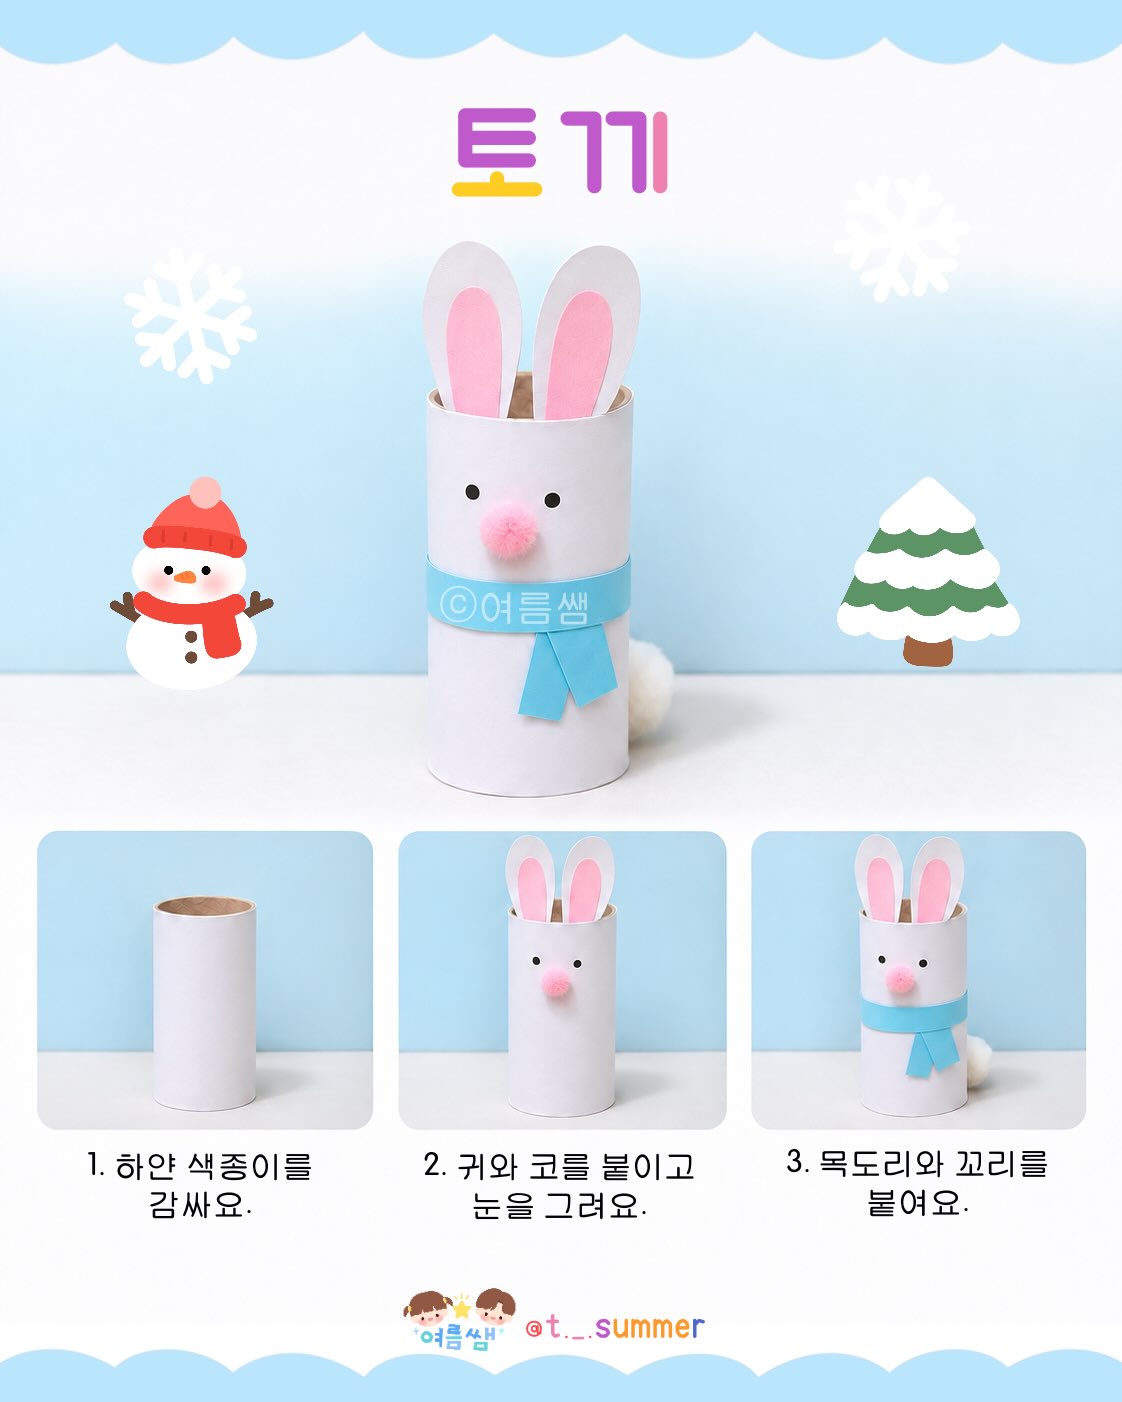 토끼
ⓒ여름쌤
1. 하얀 색종이를
감싸요.
2. 귀와 코를 붙이고
눈을 그려요.
3. 목도리와 꼬리를
붙여요.
여름쌤
@t._.summer